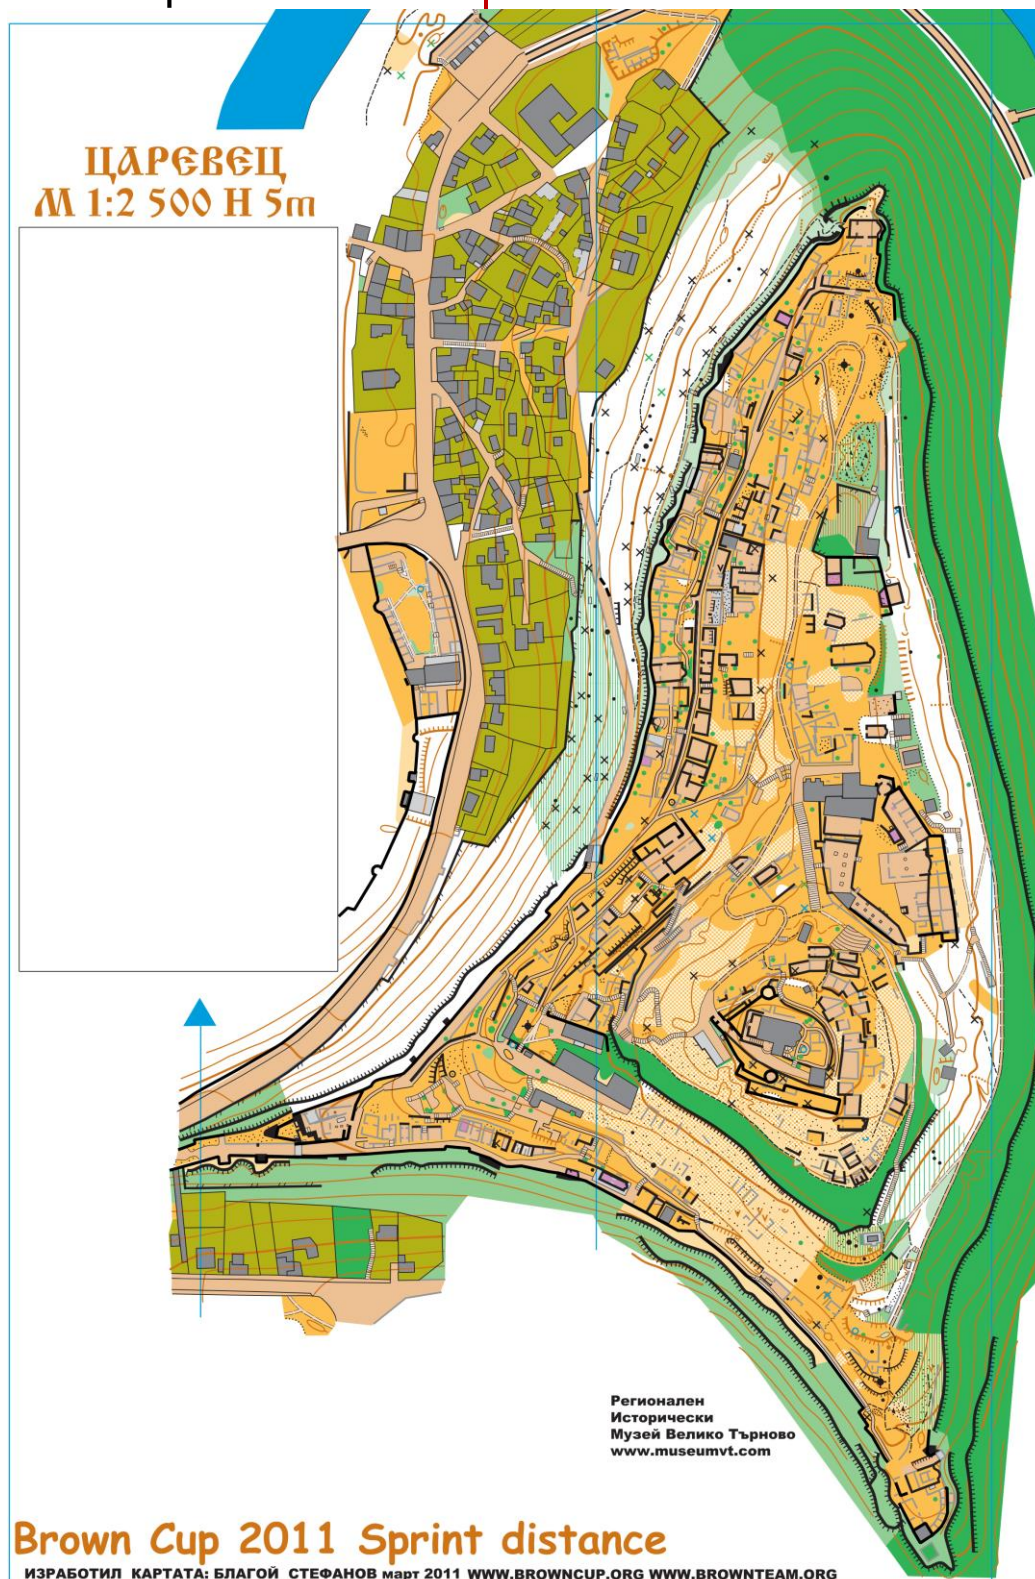 ЦАРЕВЕЦ
М 1:2 500 H 5m
Регионален
Исторически
Музей Велико Търново
www.museumvt.com
Brown Cup 2011 Sprint distance
ИЗРАБОТИЛ КАРТАТА: БЛАГОЙ СТЕФАНОВ март 2011 WWW.BROWNCUP.ORG WWW.BROWNTEAM.ORG